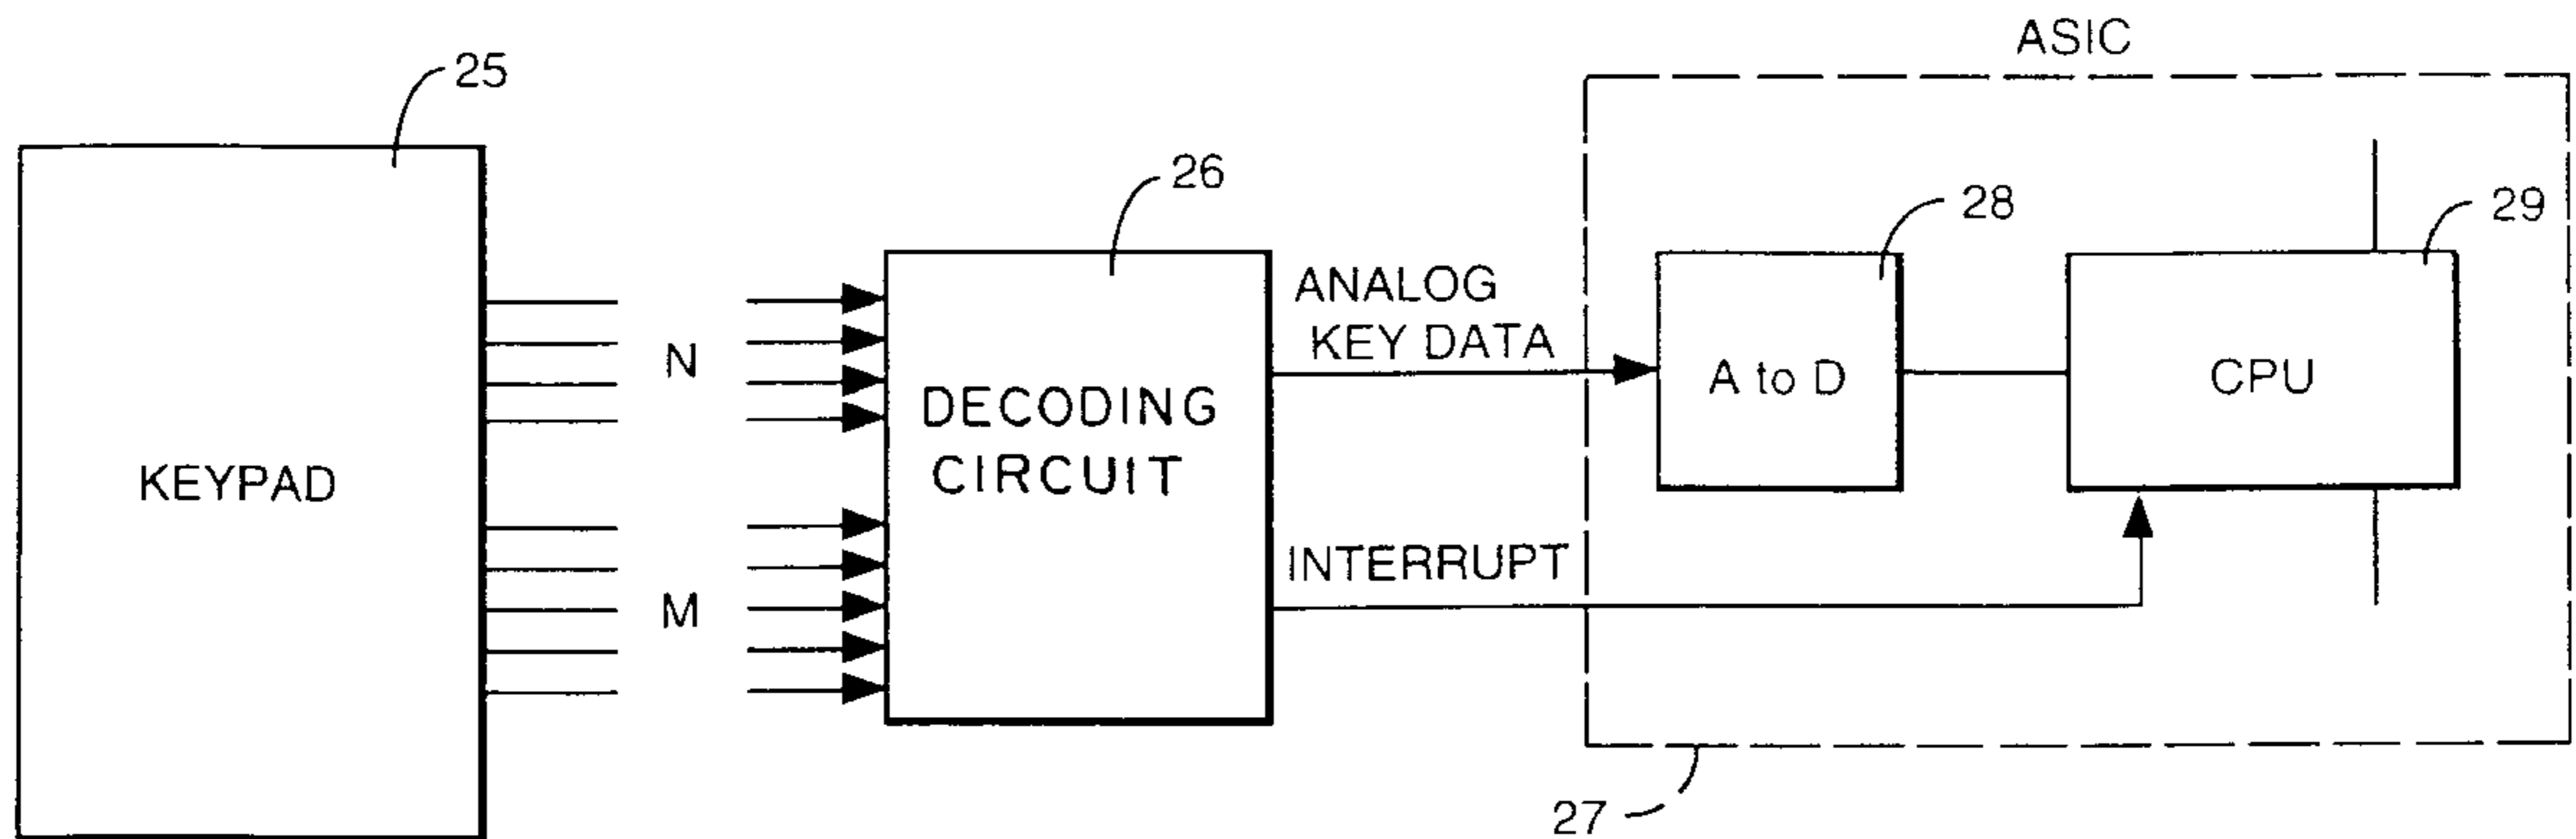 ASIC
25
26
28
29
ANALOG
KEY DATA
N
A to D
CPU
DECODING
CIRCUIT
KEYPAD
INTERRUPT
M
27